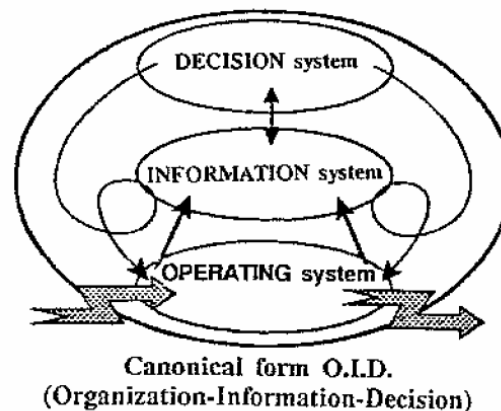 DECISION system
INFORMATION system
OPERATING system
Canonical form O.I.D.
(Organization-Information-Decision)